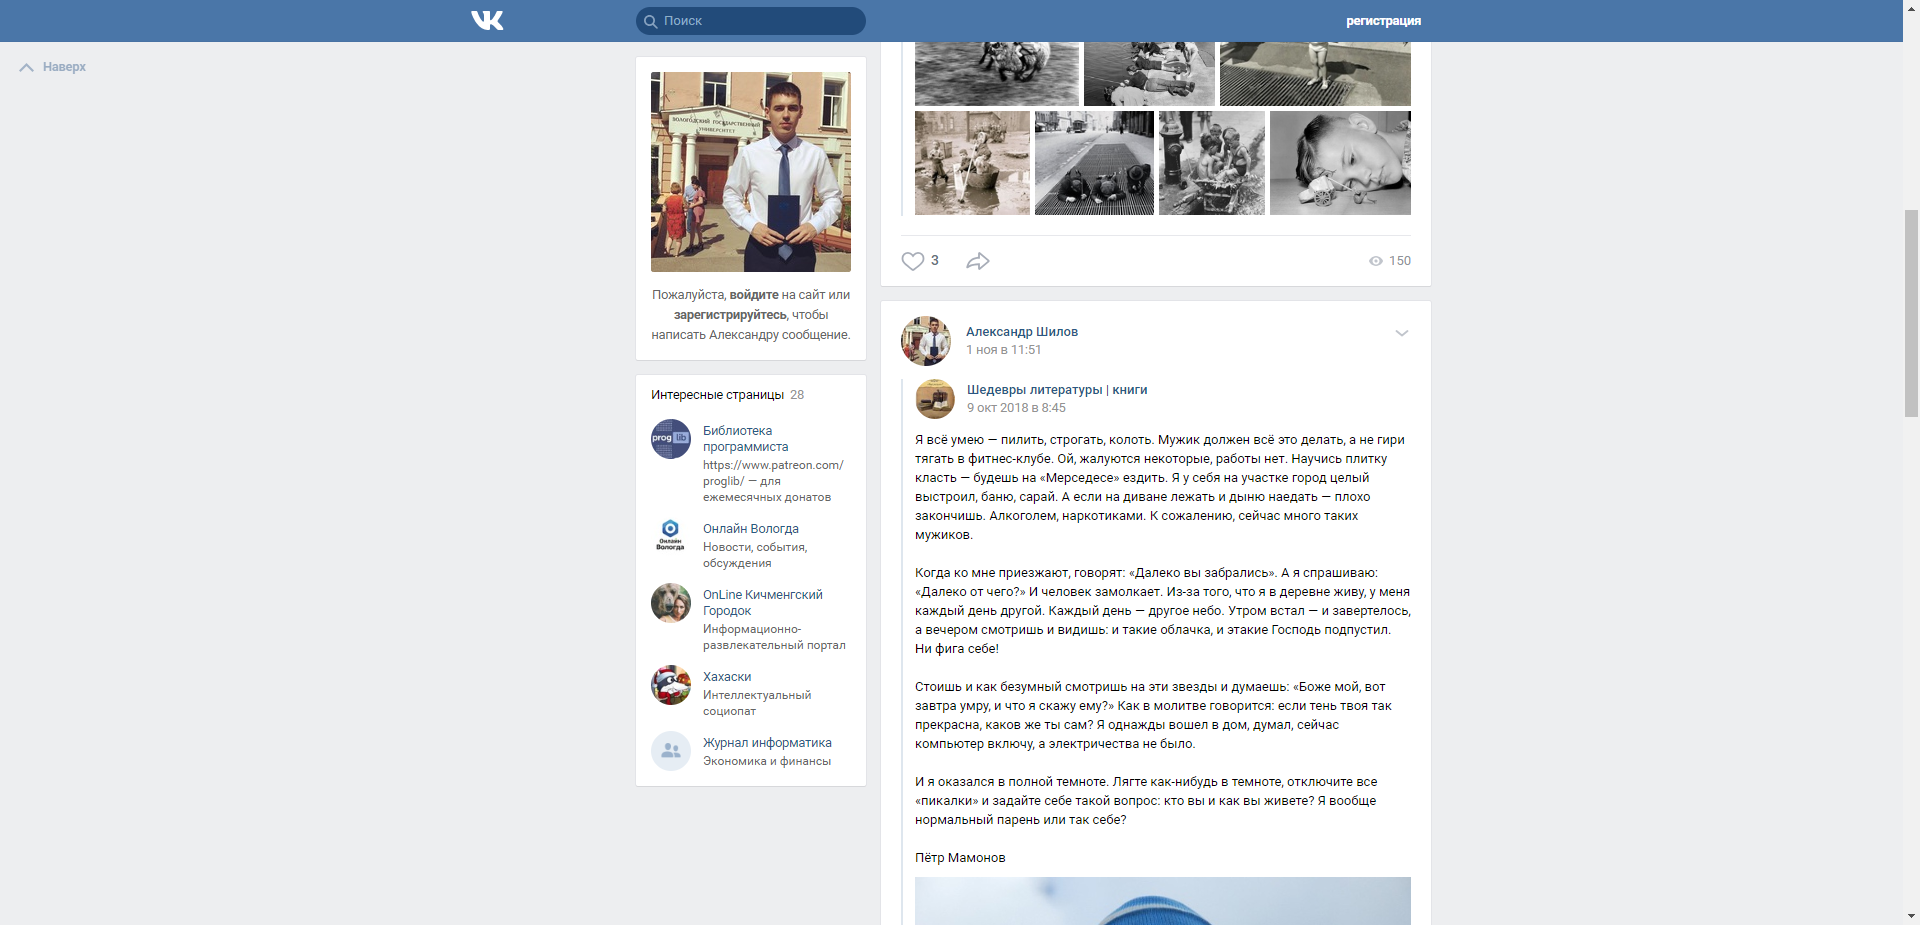 Поиск
регистрация
Наверх
ВОЛОГОДСКИЙ ГОСУДАРСТВЕННЫЙ
УНИВЕРСИТЕТ
Пожалуйста, войдите на сайт или
зарегистрируйтесь, чтобы
написать Александру сообщение.
Интересные страницы 28
prog lib
Библиотека
программиста
https://www.patreon.com/
proglib/ — для
ежемесячных донатов
Онлайн
Вологда
Онлайн Вологда
Новости, события,
обсуждения
OnLine Кичменгский
Городок
Информационно-
развлекательный портал
Хахаски
Интеллектуальный
социопат
Журнал информатика
Экономика и финансы
3
150
Александр Шилов
1 ноя в 11:51
Шедевры литературы | книги
9 окт 2018 в 8:45
Я всё умею — пилить, строгать, колоть. Мужик должен всё это делать, а не гири
тягать в фитнес-клубе. Ой, жалуются некоторые, работы нет. Научись плитку
класть — будешь на «Мерседесе» ездить. Я у себя на участке город целый
выстроил, баню, сарай. А если на диване лежать и дыню наедать — плохо
закончишь. Алкоголем, наркотиками. К сожалению, сейчас много таких
мужиков.
Когда ко мне приезжают, говорят: «Далеко вы забрались». А я спрашиваю:
«Далеко от чего?» И человек замолкает. Из-за того, что я в деревне живу, у меня
каждый день другой. Каждый день — другое небо. Утром встал — и завертелось,
а вечером смотришь и видишь: и такие облачка, и этакие Господь подпустил.
Ни фига себе!
Стоишь и как безумный смотришь на эти звезды и думаешь: «Боже мой, вот
завтра умру, и что я скажу ему?» Как в молитве говорится: если тень твоя так
прекрасна, каков же ты сам? Я однажды вошел в дом, думал, сейчас
компьютер включу, а электричества не было.
И я оказался в полной темноте. Лягте как-нибудь в темноте, отключите все
«пикалки» и задайте себе такой вопрос: кто вы и как вы живете? Я вообще
нормальный парень или так себе?
Пётр Мамонов